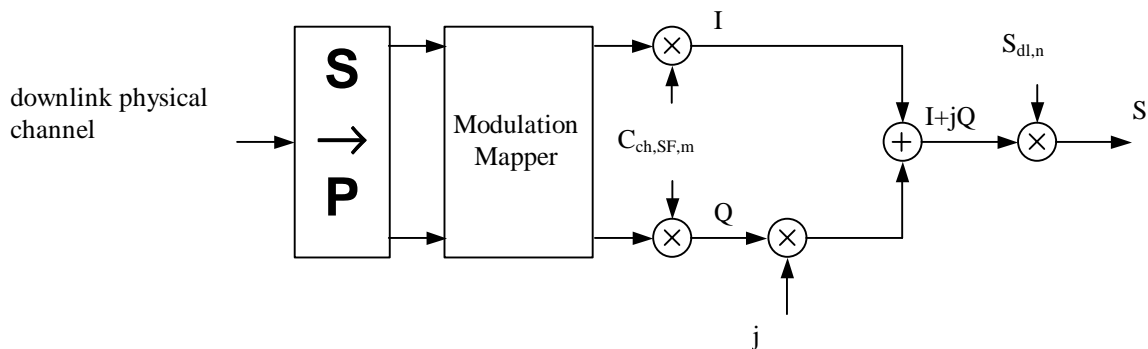 downlink physical
channel
S
→
P
Modulation
Mapper
I
C_ch,SF,m
Q
j
I+jQ
S_dl,n
S